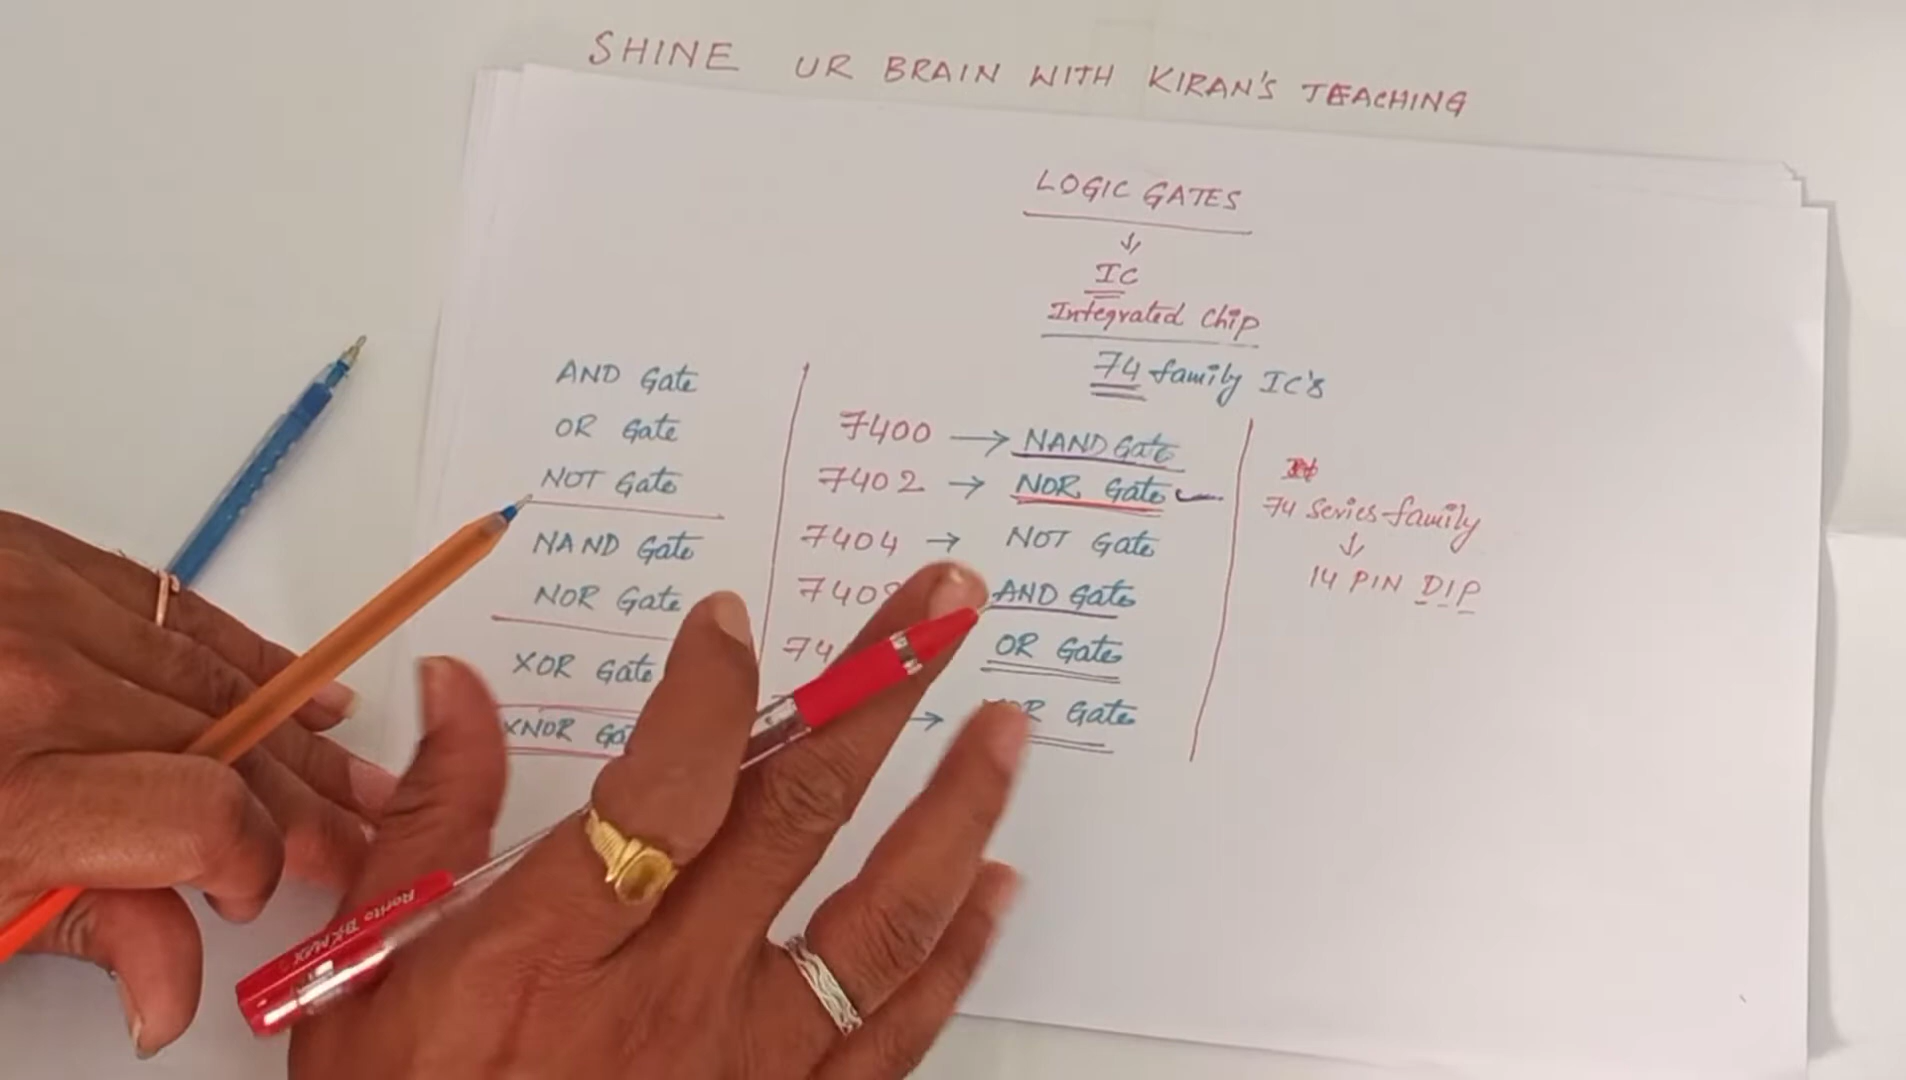 SHINE UR BRAIN WITH KIRAN'S TEACHING
LOGIC GATES
↓
IC
Integrated Chip
74 family IC's
AND Gate
OR Gate
NOT Gate
NAND Gate
NOR Gate
XOR Gate
XNOR
7400 → NAND Gate
7402 → NOR Gate
7404 → NOT Gate
AND Gate
OR Gate
→ Gate
74 Series family
↓
14 PIN DIP
Rorito